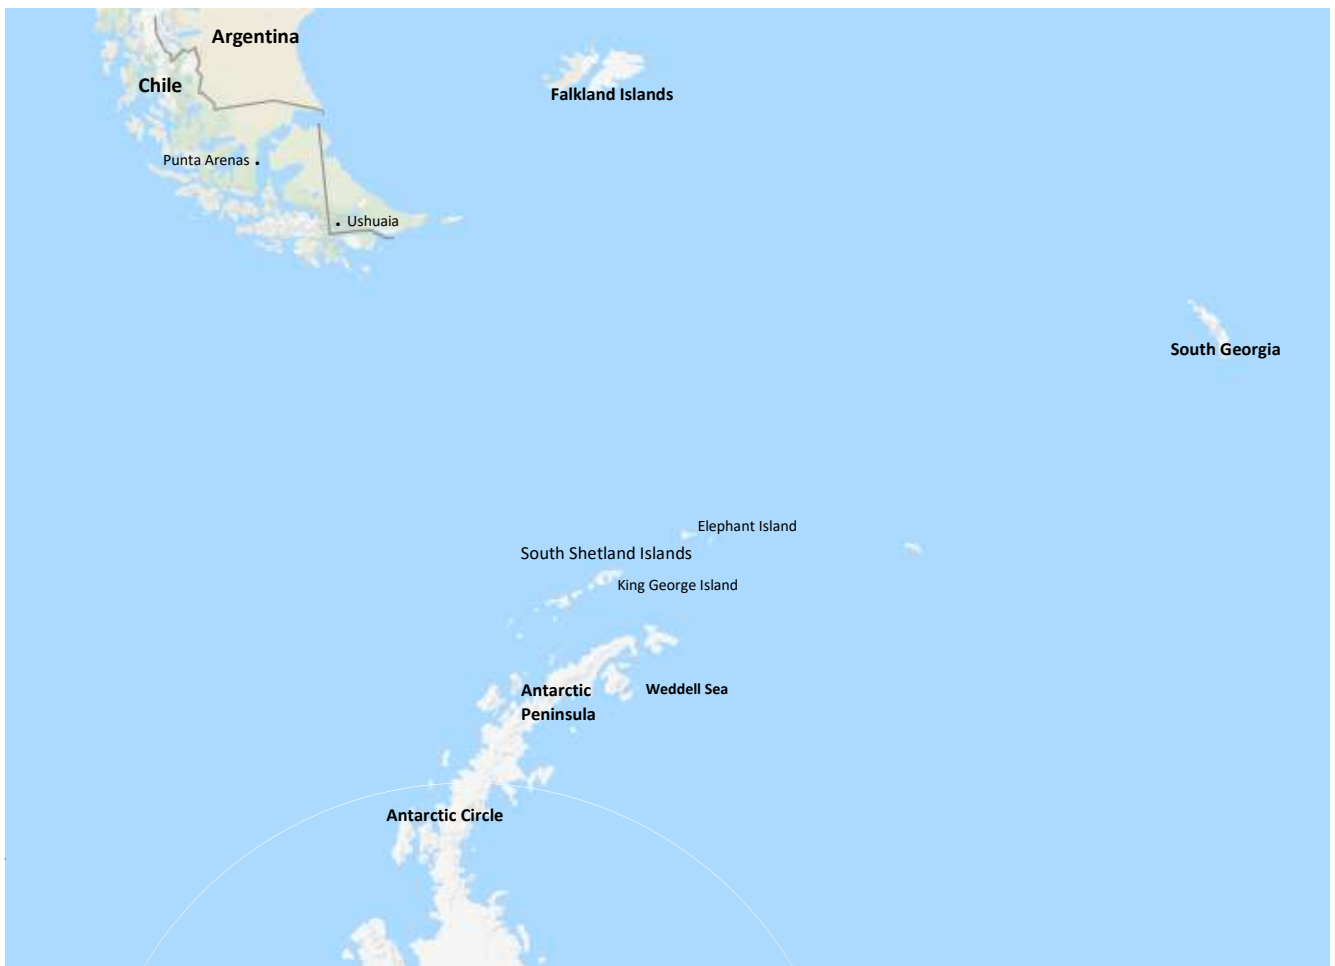 Argentina
Chile
Falkland Islands
Punta Arenas
Ushuaia
South Georgia
Elephant Island
South Shetland Islands
King George Island
Antarctic
Peninsula
Weddell Sea
Antarctic Circle